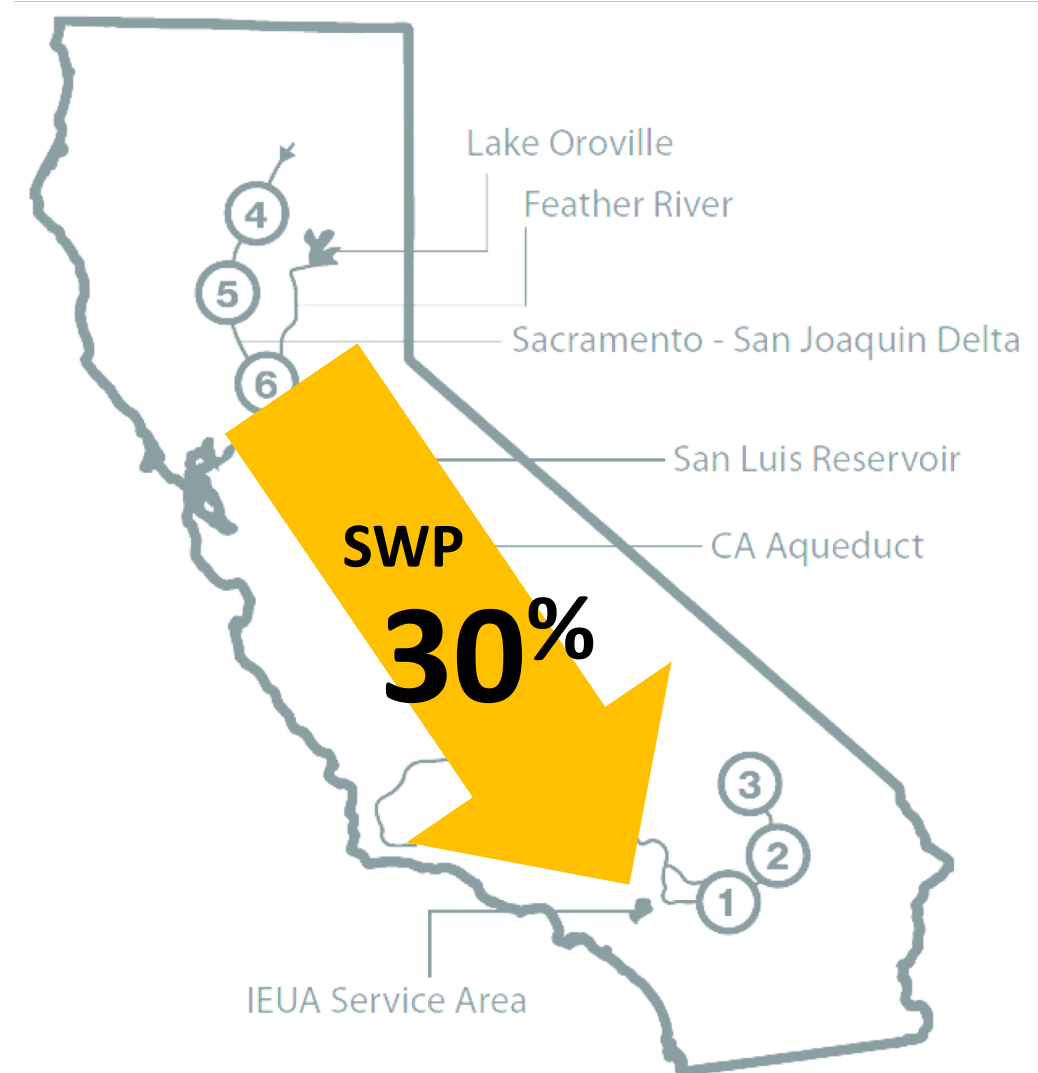 Lake Oroville
4
Feather River
5
Sacramento - San Joaquin Delta
6
San Luis Reservoir
SWP
CA Aqueduct
30%
3
2
1
IEUA Service Area